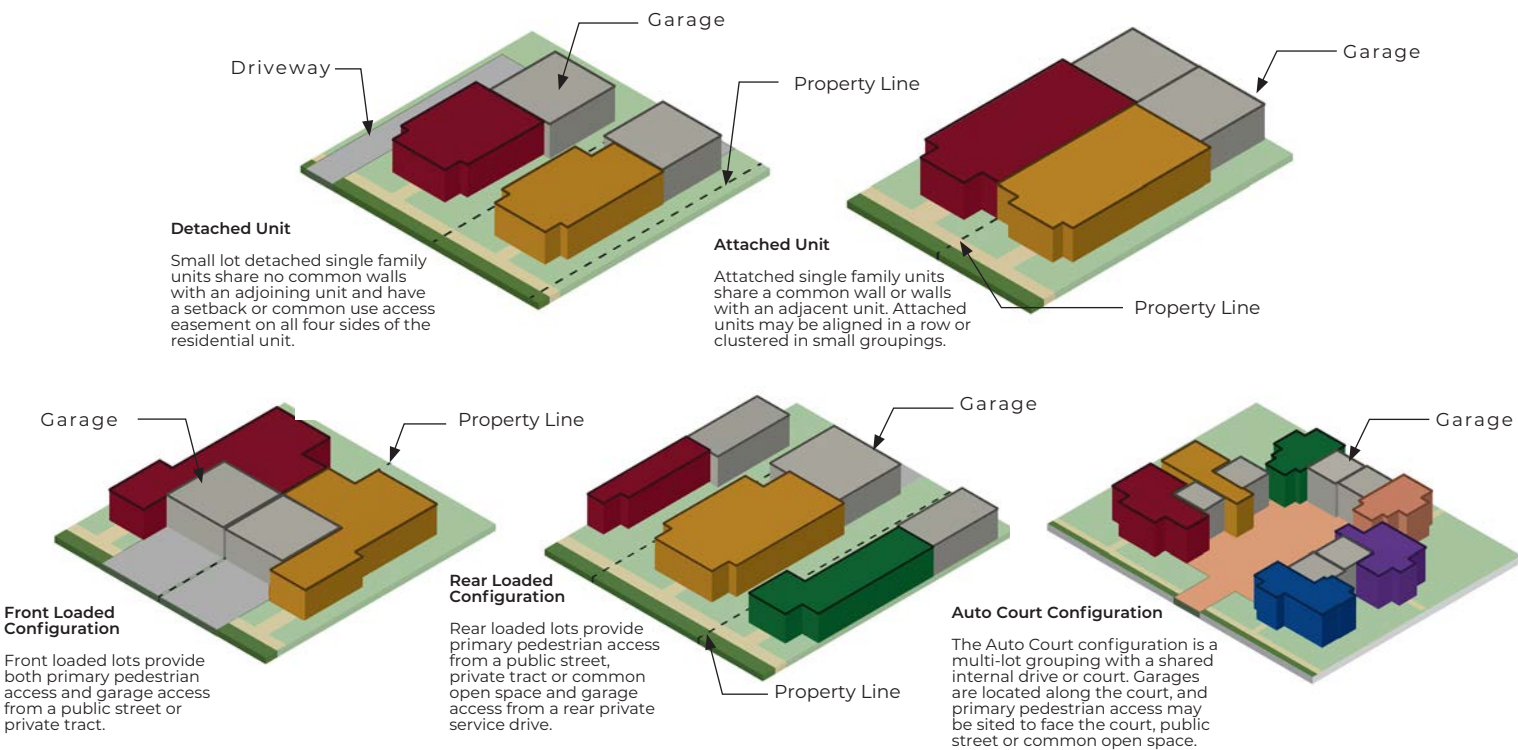 Garage
Driveway
Property Line
Detached Unit
Small lot detached single family
units share no common walls
with an adjoining unit and have
a setback or common use access
easement on all four sides of the
residential unit.
Garage
Attached Unit
Attatched single family units
share a common wall or walls
with an adjacent unit. Attached
units may be aligned in a row or
clustered in small groupings.
Property Line
Garage
Property Line
Front Loaded
Configuration
Front loaded lots provide
both primary pedestrian
access and garage access
from a public street or
private tract.
Garage
Rear Loaded
Configuration
Rear loaded lots provide
primary pedestrian access
from a public street,
private tract or common
open space and garage
access from a rear private
service drive.
Property Line
Garage
Auto Court Configuration
The Auto Court configuration is a
multi-lot grouping with a shared
internal drive or court. Garages
are located along the court, and
primary pedestrian access may
be sited to face the court, public
street or common open space.